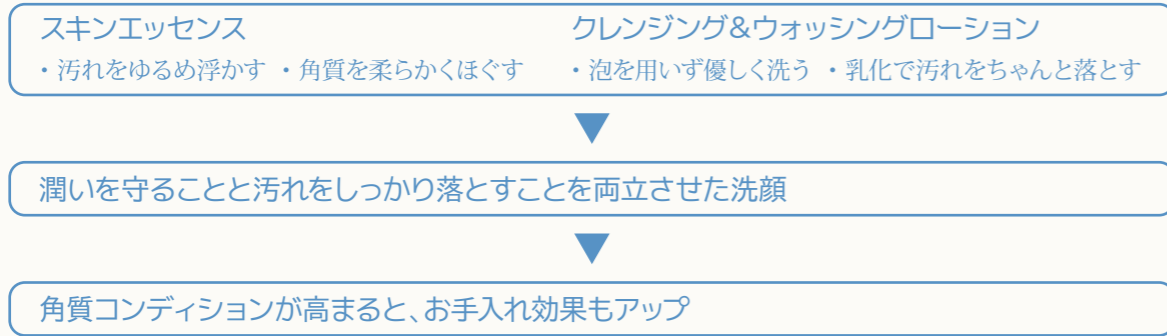 スキンエッセンス
・汚れをゆるめ浮かす ・角質を柔らかくほぐす
クレンジング&ウォッシングローション
・泡を用いず優しく洗う ・乳化で汚れをちゃんと落とす
潤いを守ることと汚れをしっかり落とすことを両立させた洗顔
角質コンディションが高まると、お手入れ効果もアップ